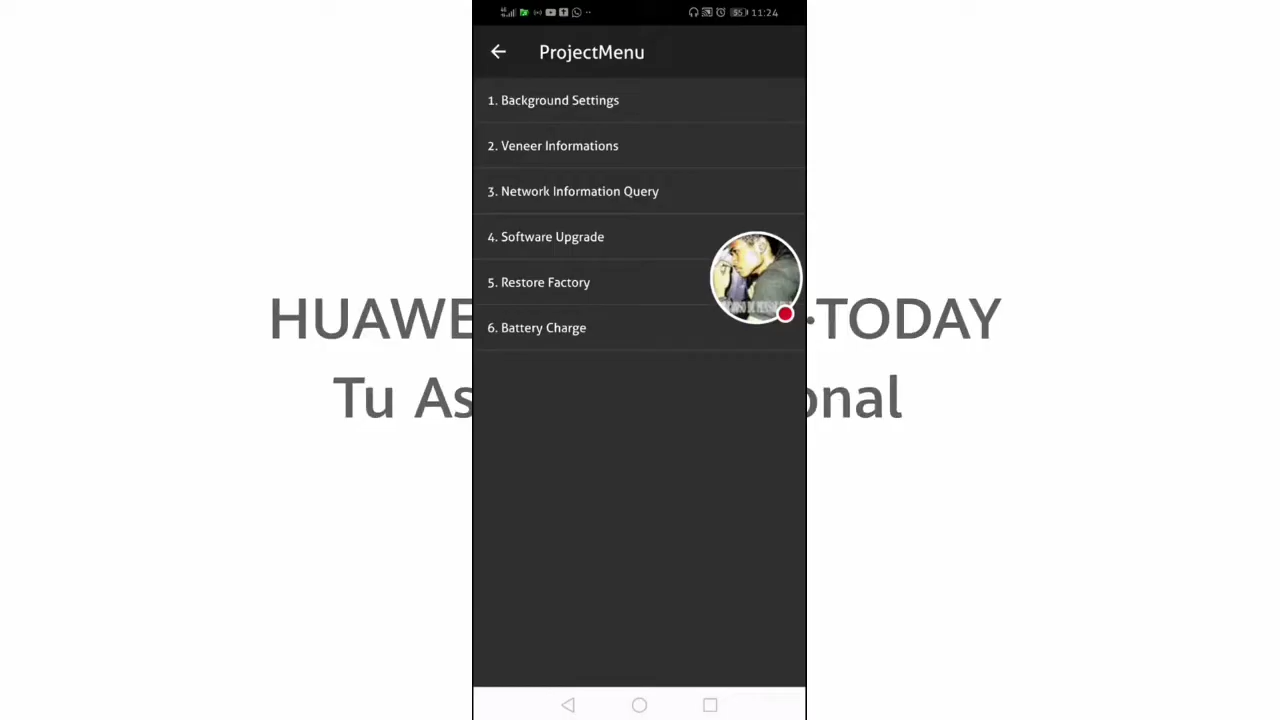 55 11:24
ProjectMenu
1. Background Settings
2. Veneer Informations
3. Network Information Query
4. Software Upgrade
5. Restore Factory
6. Battery Charge
HUAWE ·TODAY
Tu As onal